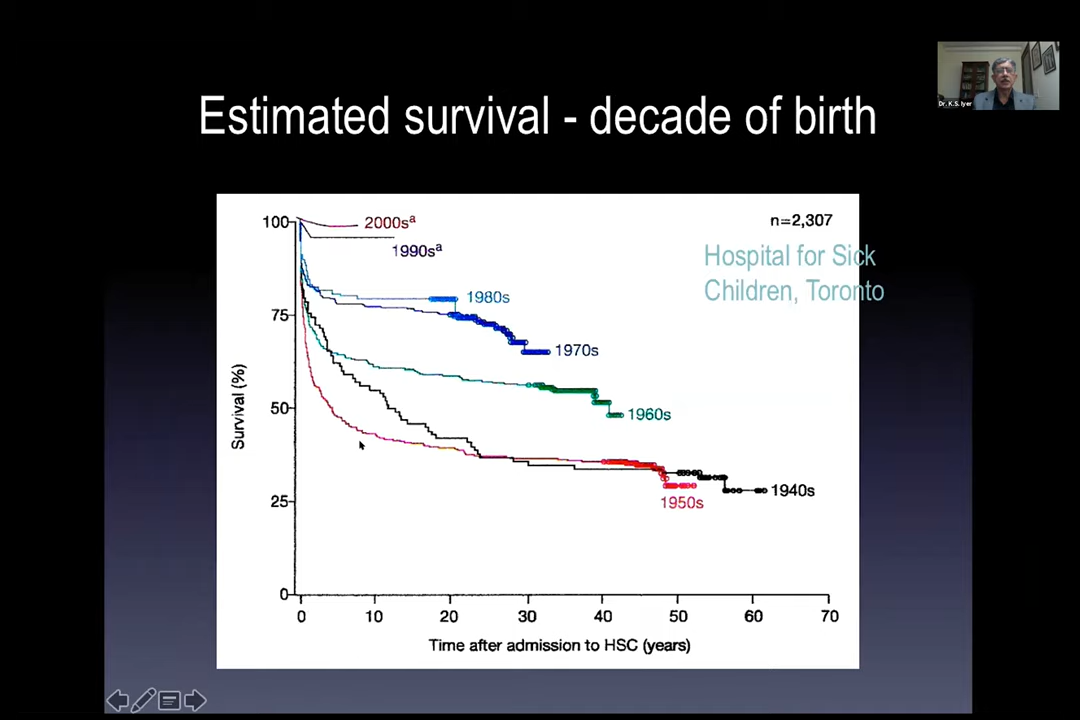 Dr. K.S. Iyer
Estimated survival - decade of birth
100
2000sᵃ
n=2,307
1990sᵃ
Hospital for Sick
Children, Toronto
1980s
75
1970s
50
1960s
Survival (%)
25
1940s
1950s
0
0 10 20 30 40 50 60 70
Time after admission to HSC (years)